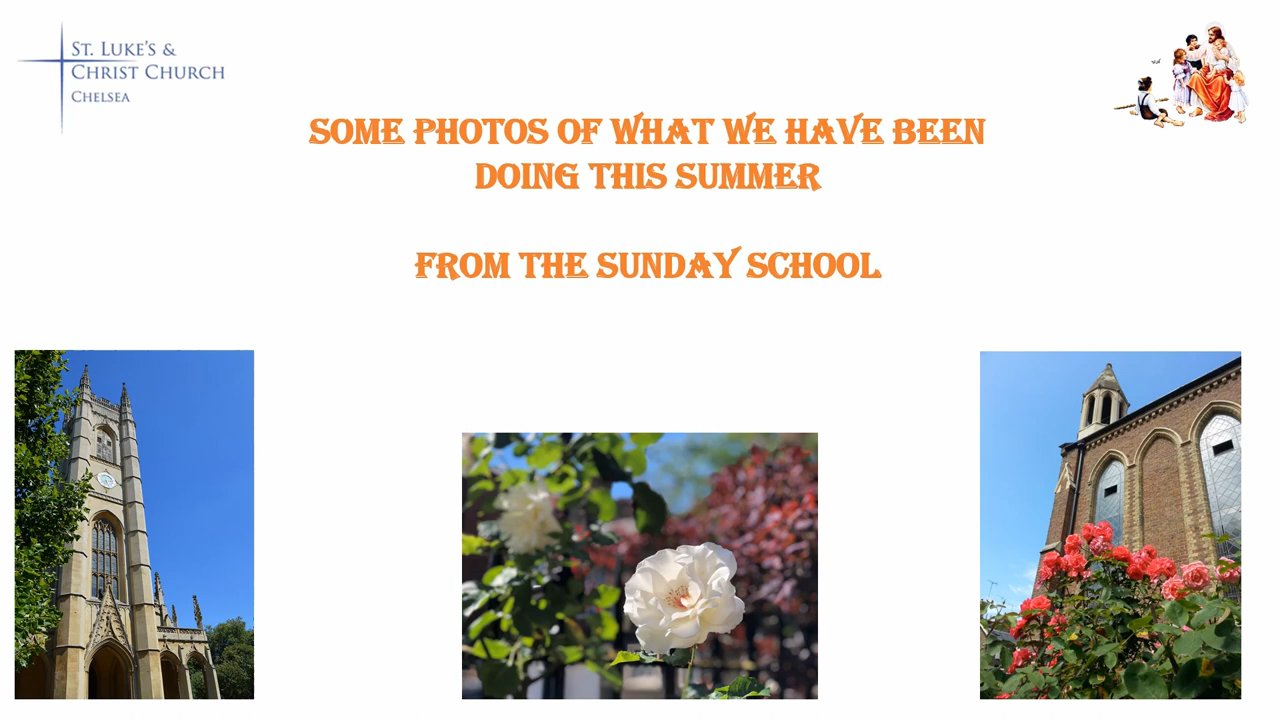 ST. LUKE'S &
CHRIST CHURCH
CHELSEA
SOME PHOTOS OF WHAT WE HAVE BEEN
DOING THIS SUMMER
FROM THE SUNDAY SCHOOL